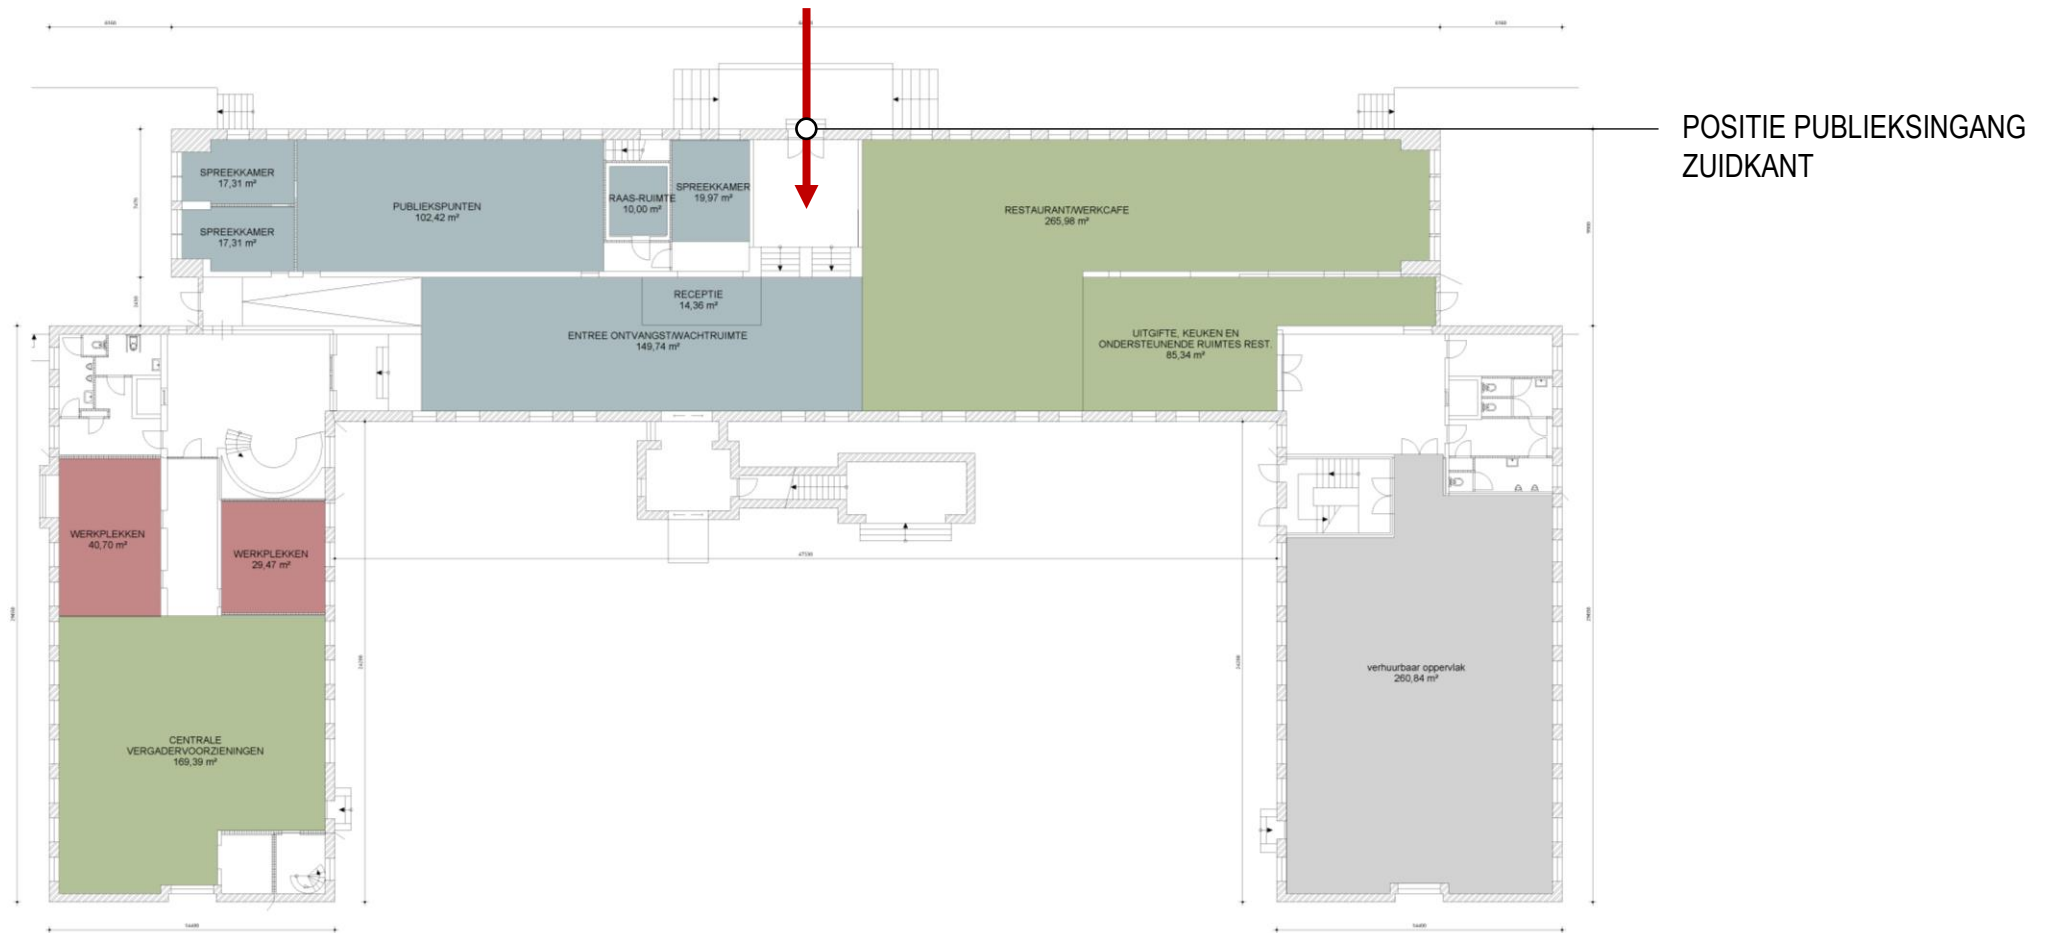 6500
6500
POSITIE PUBLIEKSINGANG
ZUIDKANT
SPREEKKAMER
17,31 m²
PUBLIEKSPUNTEN
102,42 m²
RAAS-RUIMTE
10,00 m²
SPREEKKAMER
19,97 m²
RESTAURANT/WERKCAFE
265,98 m²
SPREEKKAMER
17,31 m²
RECEPTIE
14,36 m²
ENTREE ONTVANGST/WACHTRUIMTE
149,74 m²
UITGIFTE, KEUKEN EN
ONDERSTEUNENDE RUIMTES REST.
85,34 m²
WERKPLEKKEN
40,70 m²
WERKPLEKKEN
29,47 m²
verhuurbaar oppervlak
260,84 m²
CENTRALE
VERGADERVOORZIENINGEN
169,39 m²